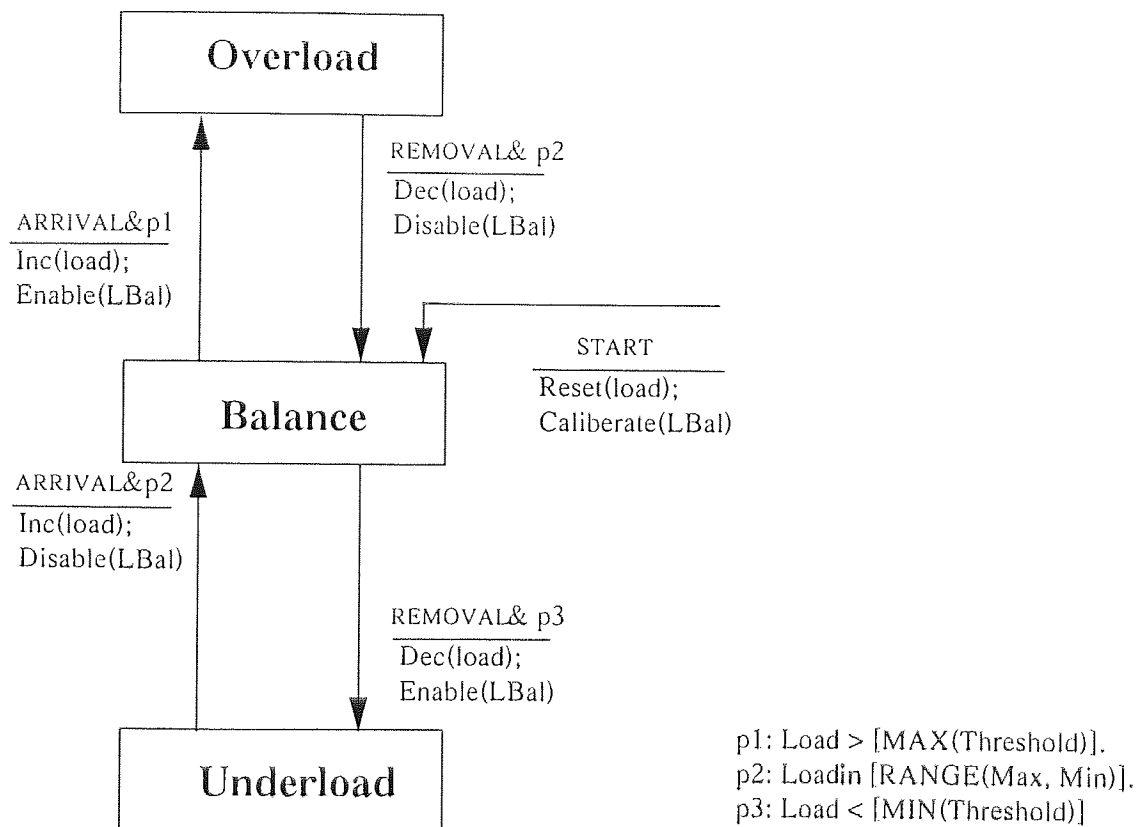 Overload
REMOVAL& p2
Dec(load);
Disable(LBal)
ARRIVAL&p1
Inc(load);
Enable(LBal)
START
Reset(load);
Caliberate(LBal)
Balance
ARRIVAL&p2
Inc(load);
Disable(LBal)
REMOVAL& p3
Dec(load);
Enable(LBal)
Underload
p1: Load > [MAX(Threshold)].
p2: Loadin [RANGE(Max, Min)].
p3: Load < [MIN(Threshold)]